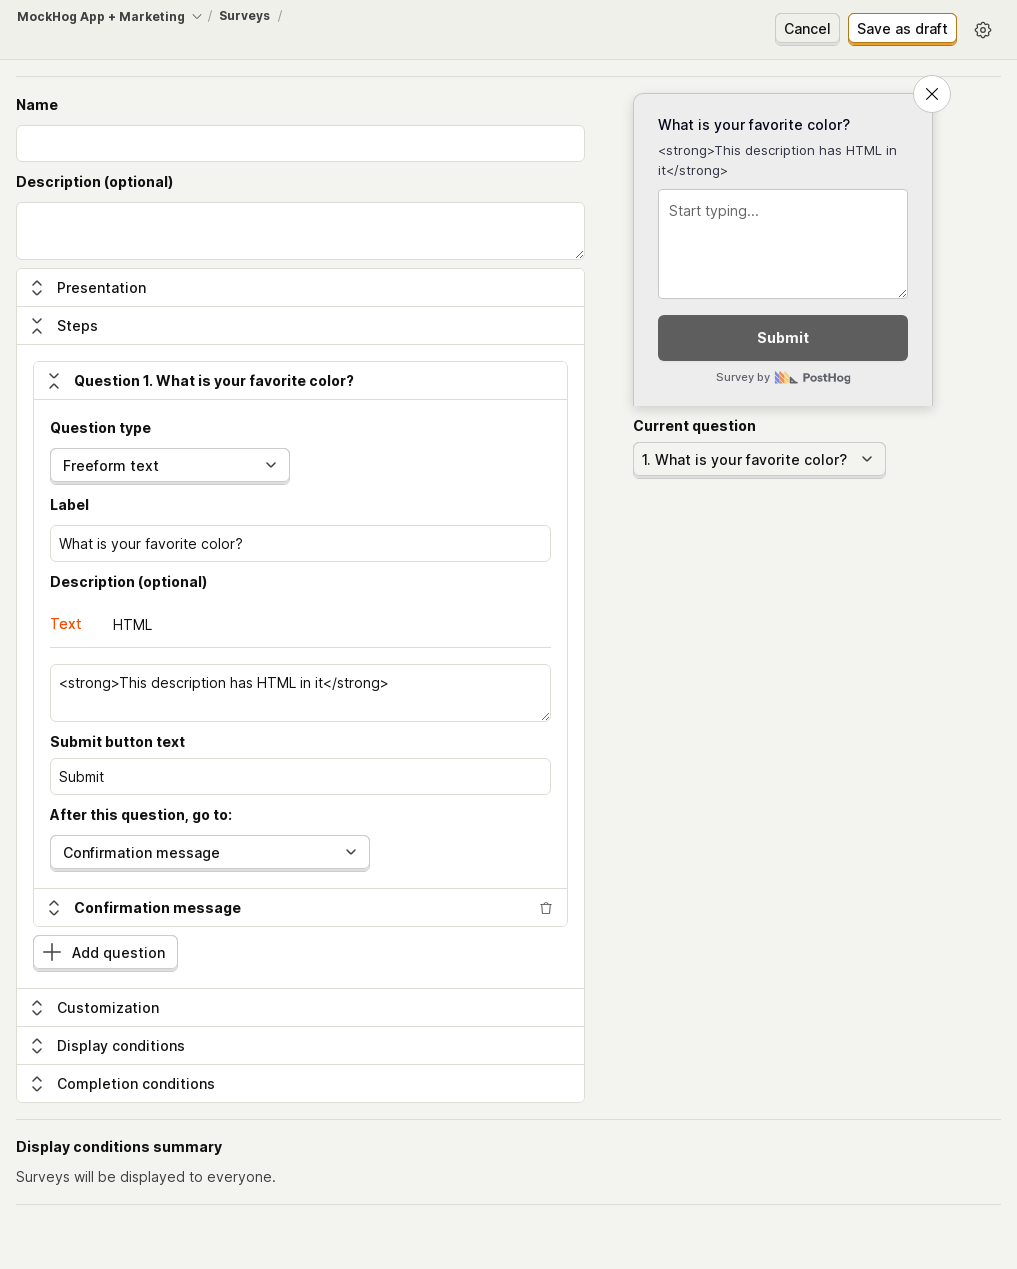 MockHog App + Marketing / Surveys /
Cancel
Save as draft
Name
Description (optional)
Presentation
Steps
Question 1. What is your favorite color?
Question type
Freeform text
Label
What is your favorite color?
Description (optional)
Text
HTML
<strong>This description has HTML in it</strong>
Submit button text
Submit
After this question, go to:
Confirmation message
Confirmation message
Add question
Customization
Display conditions
Completion conditions
What is your favorite color?
<strong>This description has HTML in
it</strong>
Start typing...
Submit
Survey by PostHog
Current question
1. What is your favorite color?
Display conditions summary
Surveys will be displayed to everyone.